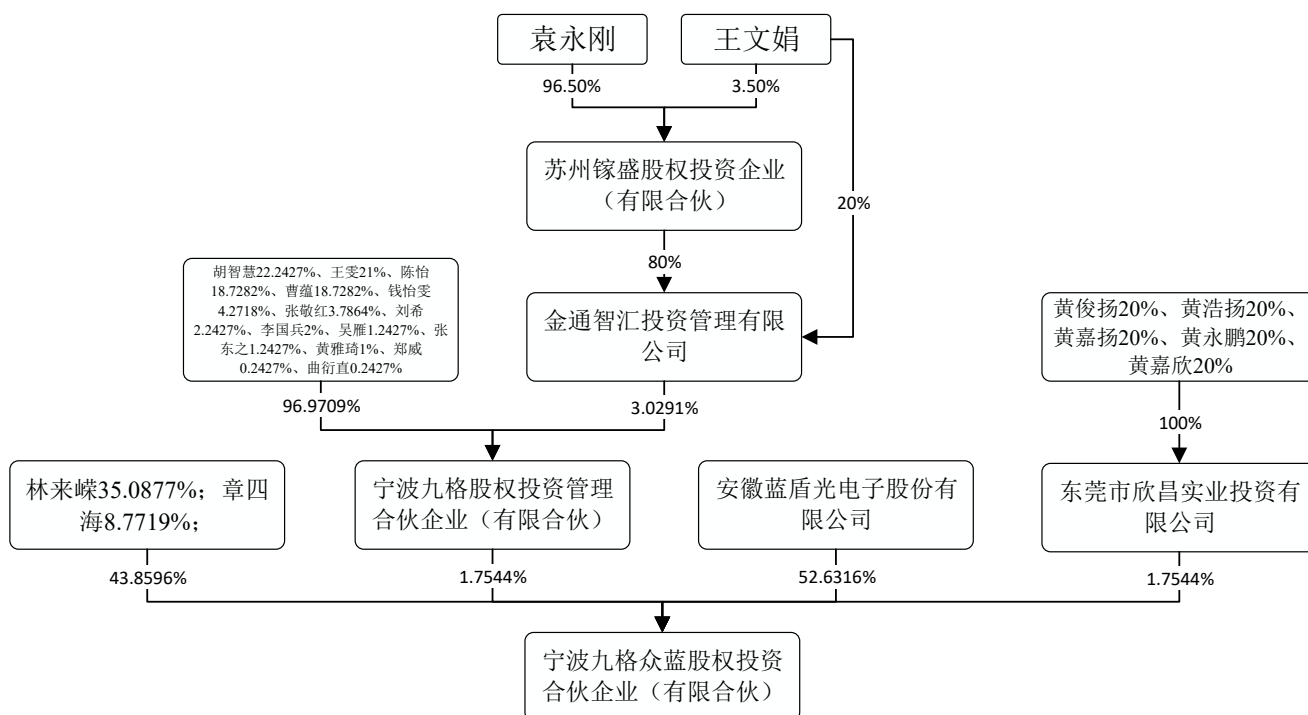 袁永刚
王文娟
96.50%
3.50%
苏州镓盛股权投资企业
（有限合伙）
20%
80%
胡智慧22.2427%、王雯21%、陈怡
18.7282%、曹蕴18.7282%、钱怡雯
4.2718%、张敬红3.7864%、刘希
2.2427%、李国兵2%、吴雁1.2427%、张
东之1.2427%、黄雅琦1%、郑威
0.2427%、曲衍直0.2427%
金通智汇投资管理有限
公司
黄俊扬20%、黄浩扬20%、
黄嘉扬20%、黄永鹏20%、
黄嘉欣20%
96.9709%
3.0291%
100%
林来嵘35.0877%；章四
海8.7719%；
宁波九格股权投资管理
合伙企业（有限合伙）
安徽蓝盾光电子股份有
限公司
东莞市欣昌实业投资有
限公司
43.8596%
1.7544%
52.6316%
1.7544%
宁波九格众蓝股权投资
合伙企业（有限合伙）